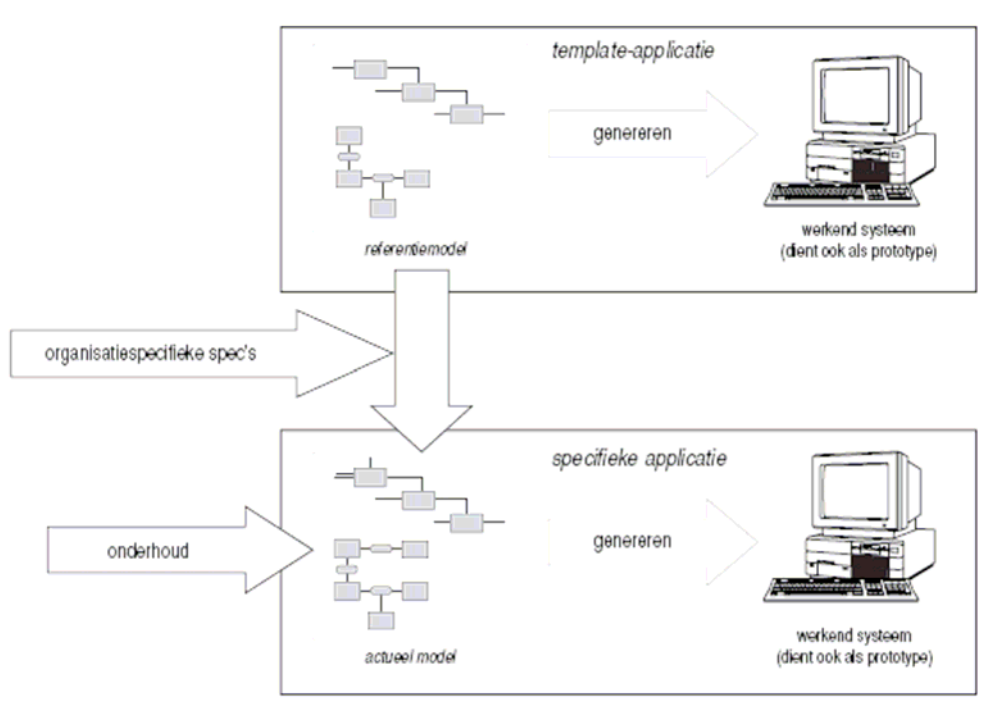 template-applicatie
genereren
werkend systeem
(dient ook als prototype)
referentiemodel
organisatiespecifieke spec's
specifieke applicatie
genereren
onderhoud
werkend systeem
(dient ook als prototype)
actueel model